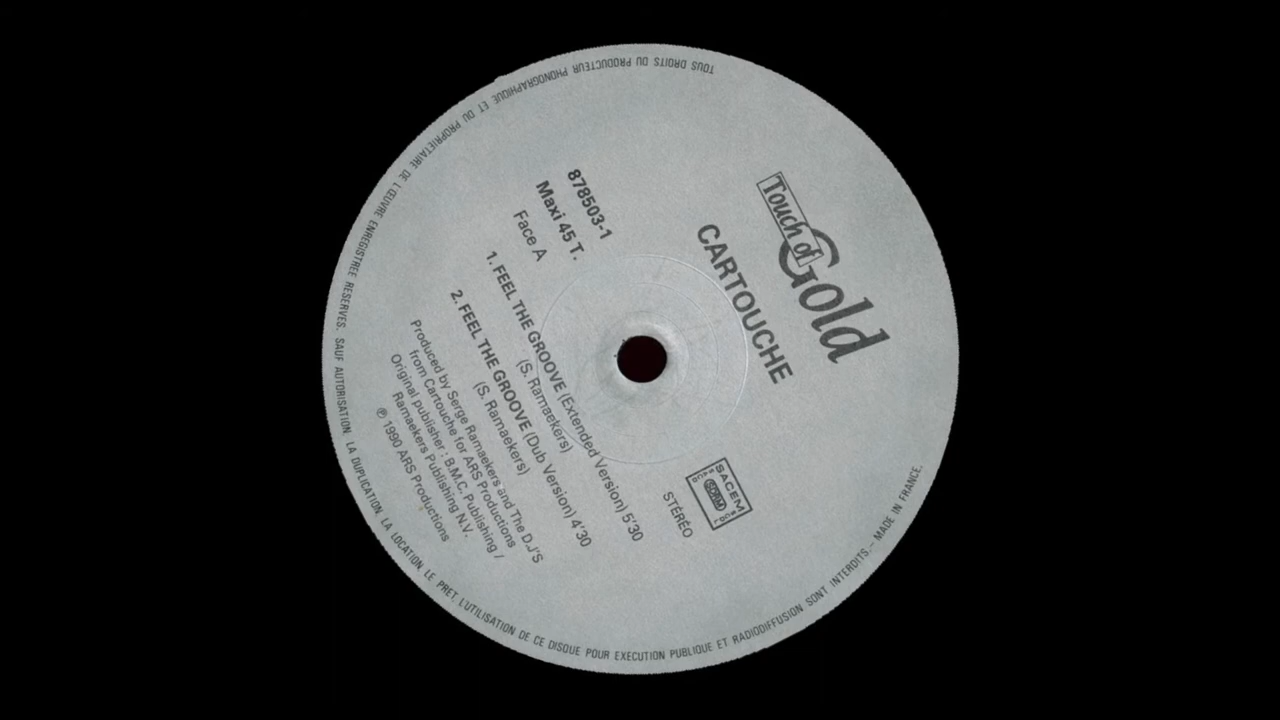 Touch of
Gold
CARTOUCHE
SACEM
SACD
SDRM
SGDL
STÉRÉO
878503-1
Maxi 45 T.
Face A
1. FEEL THE GROOVE (Extended Version) 5'30
(S. Ramaekers)
2. FEEL THE GROOVE (Dub Version) 4'30
(S. Ramaekers)
Produced by Serge Ramaekers and The D.J'S
from Cartouche for ARS Productions
Original publisher : B.M.C. Publishing /
Ramaekers Publishing N.V.
℗ 1990 ARS Productions
TOUS DROITS DU PRODUCTEUR PHONOGRAPHIQUE ET DU PROPRIETAIRE DE L'ŒUVRE ENREGISTREE RESERVES. SAUF AUTORISATION, LA DUPLICATION, LA LOCATION, LE PRET, L'UTILISATION DE CE DISQUE POUR EXECUTION PUBLIQUE ET RADIODIFFUSION SONT INTERDITS.- MADE IN FRANCE.